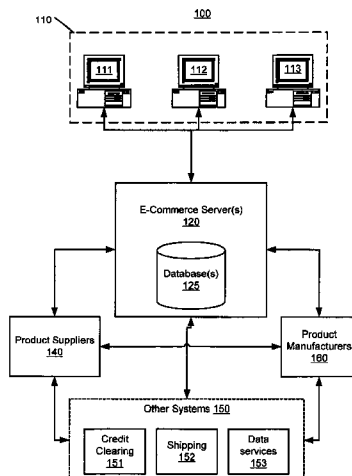 100
110
111 112 113
E-Commerce Server(s)
120
Database(s)
125
Product Suppliers
140
Product
Manufacturers
160
Other Systems 150
Credit
Clearing
151
Shipping
152
Data
services
153